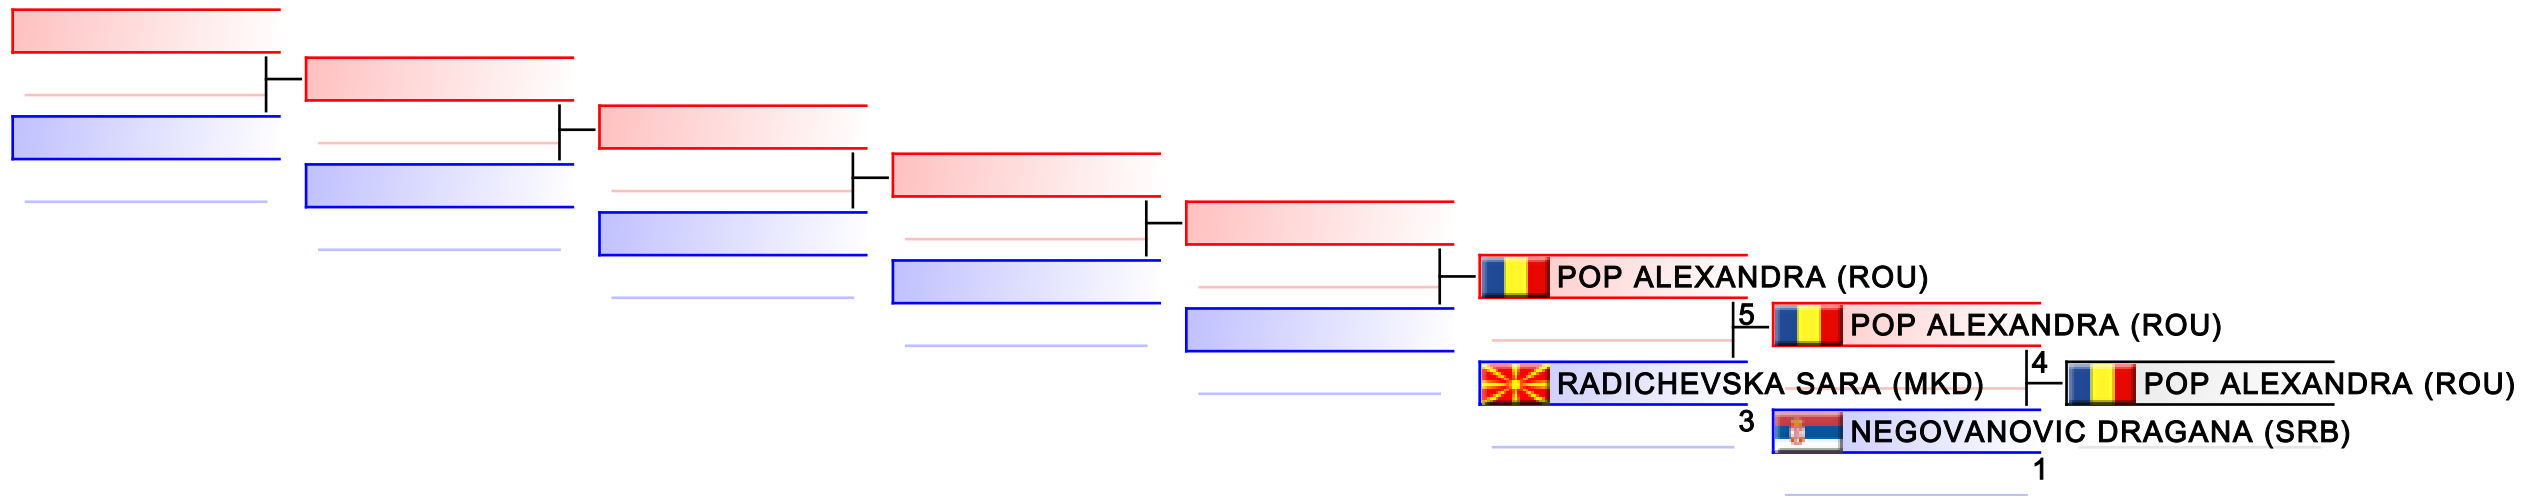 POP ALEXANDRA (ROU)
5
POP ALEXANDRA (ROU)
RADICHEVSKA SARA (MKD)
4
POP ALEXANDRA (ROU)
3
NEGOVANOVIC DRAGANA (SRB)
1